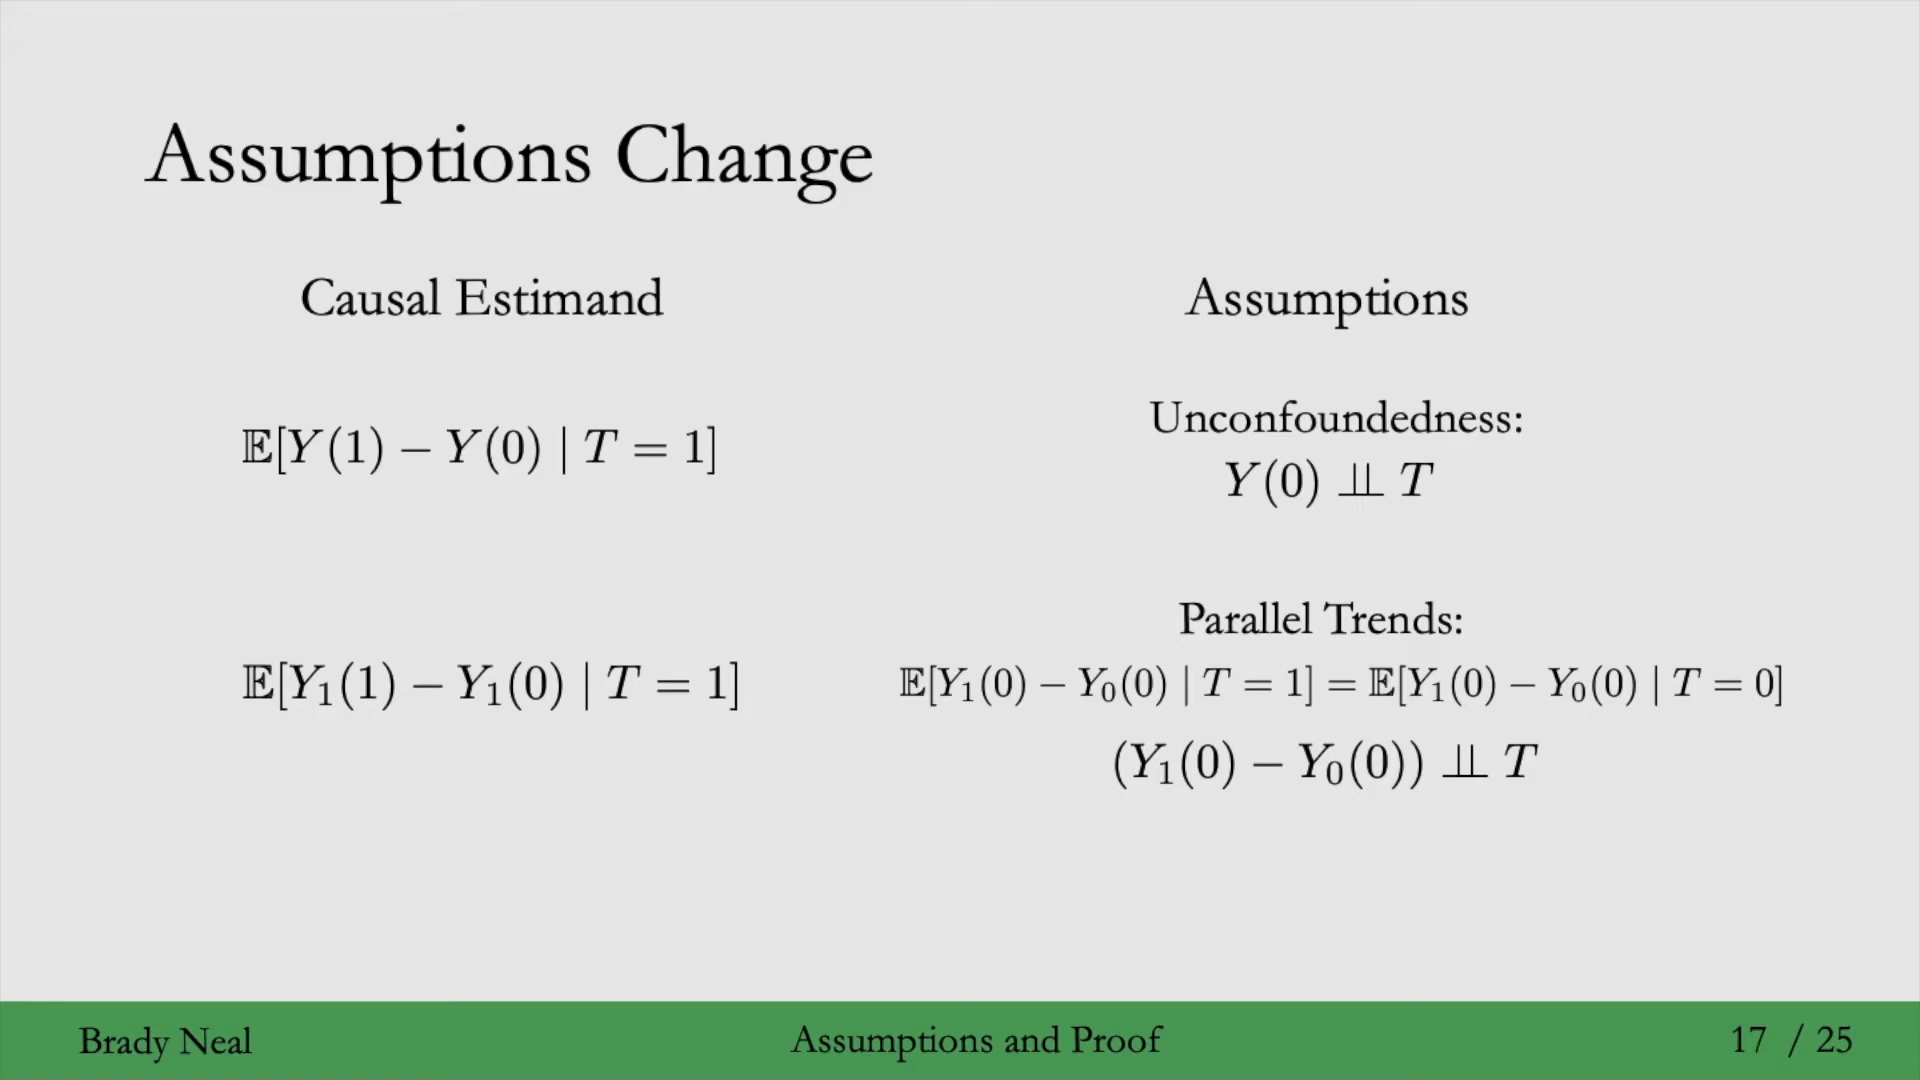 Assumptions Change
Causal Estimand
Assumptions
𝔼[Y(1) − Y(0) | T = 1]
Unconfoundedness:
Y(0) ⫫ T
Parallel Trends:
𝔼[Y₁(1) − Y₁(0) | T = 1]
𝔼[Y₁(0) − Y₀(0) | T = 1] = 𝔼[Y₁(0) − Y₀(0) | T = 0]
(Y₁(0) − Y₀(0)) ⫫ T
Brady Neal
Assumptions and Proof
17 / 25